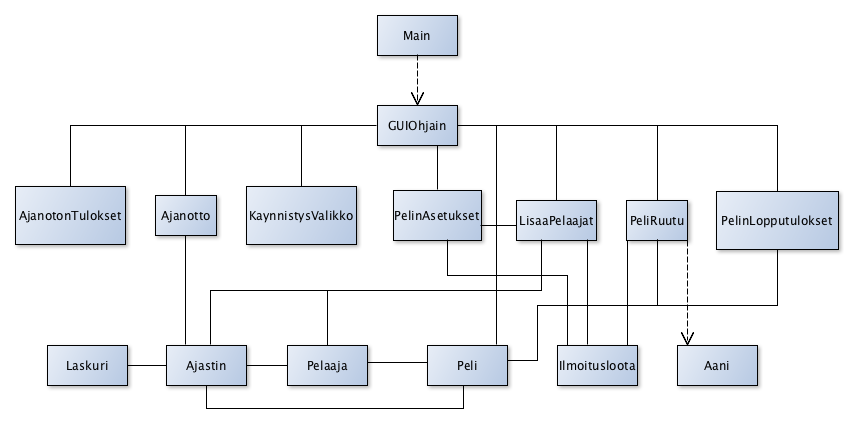 Main
GUIOhjain
AjanotonTulokset
Ajanotto
KaynnistysValikko
PelinAsetukset
LisaaPelaajat
PeliRuutu
PelinLopputulokset
Laskuri
Ajastin
Pelaaja
Peli
Ilmoitusloota
Aani